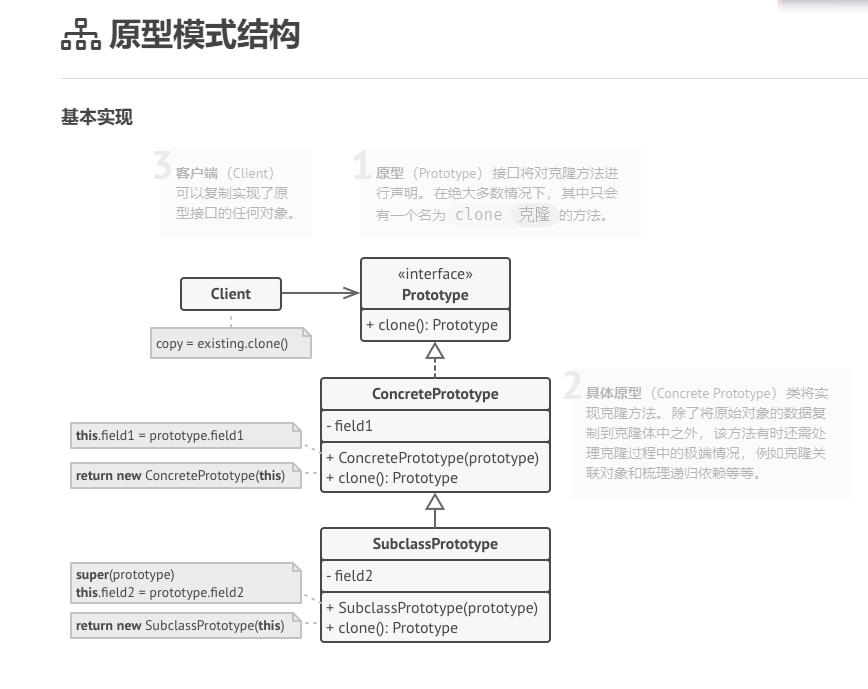 原型模式结构
基本实现
3
客户端（Client）
可以复制实现了原
型接口的任何对象。
1
原型（Prototype）接口将对克隆方法进
行声明。在绝大多数情况下，其中只会
有一个名为 clone 克隆 的方法。
Client
copy = existing.clone()
«interface»
Prototype
+ clone(): Prototype
ConcretePrototype
- field1
+ ConcretePrototype(prototype)
+ clone(): Prototype
this.field1 = prototype.field1
return new ConcretePrototype(this)
2
具体原型（Concrete Prototype）类将实
现克隆方法。除了将原始对象的数据复
制到克隆体中之外，该方法有时还需处
理克隆过程中的极端情况，例如克隆关
联对象和梳理递归依赖等等。
SubclassPrototype
- field2
+ SubclassPrototype(prototype)
+ clone(): Prototype
super(prototype)
this.field2 = prototype.field2
return new SubclassPrototype(this)